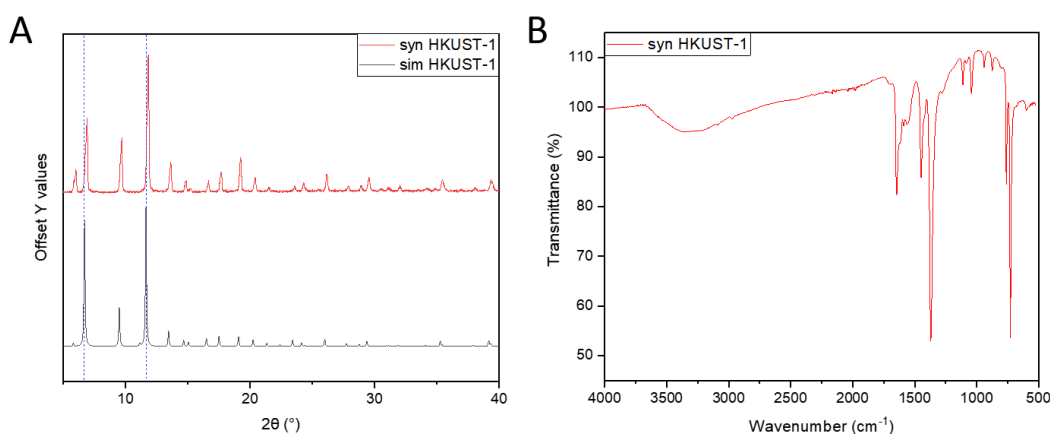 A
syn HKUST-1
sim HKUST-1
Offset Y values
10
20
30
40
2θ (°)
B
syn HKUST-1
110
100
90
80
70
60
50
Transmittance (%)
4000
3500
3000
2500
2000
1500
1000
500
Wavenumber (cm⁻¹)